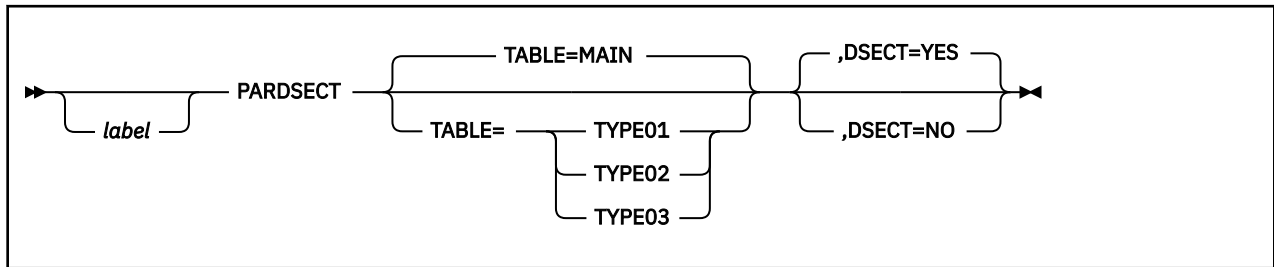 TABLE=MAIN
,DSECT=YES
PARDSECT
label
TABLE=
TYPE01
,DSECT=NO
TYPE02
TYPE03